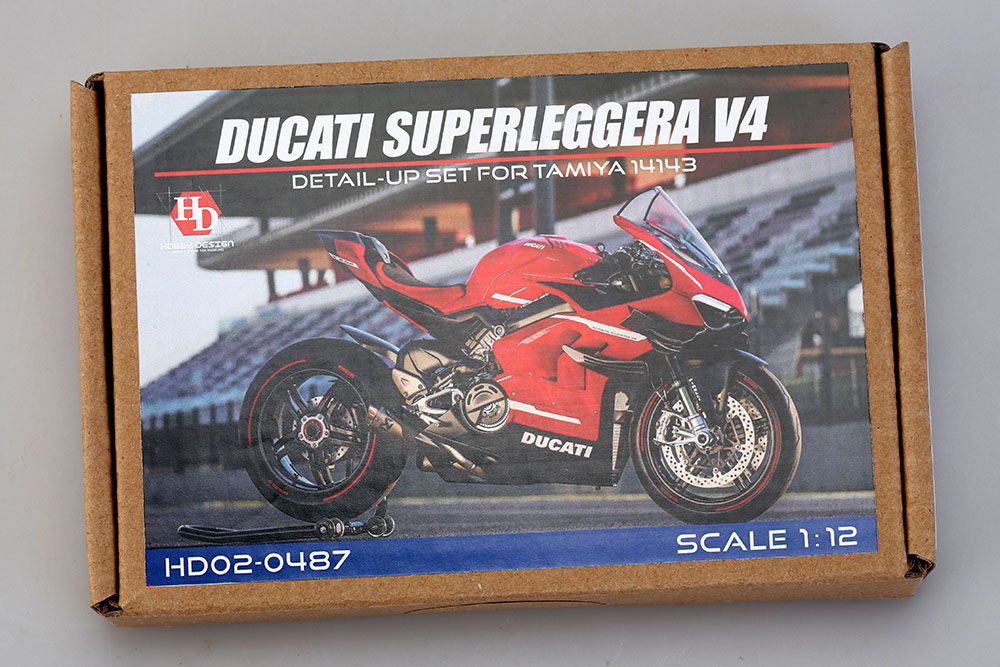 DUCATI SUPERLEGGERA V4
DETAIL-UP SET FOR TAMIYA 14143
HD
HOBBY DESIGN
DUCATI
DUCATI
HD02-0487
SCALE 1:12